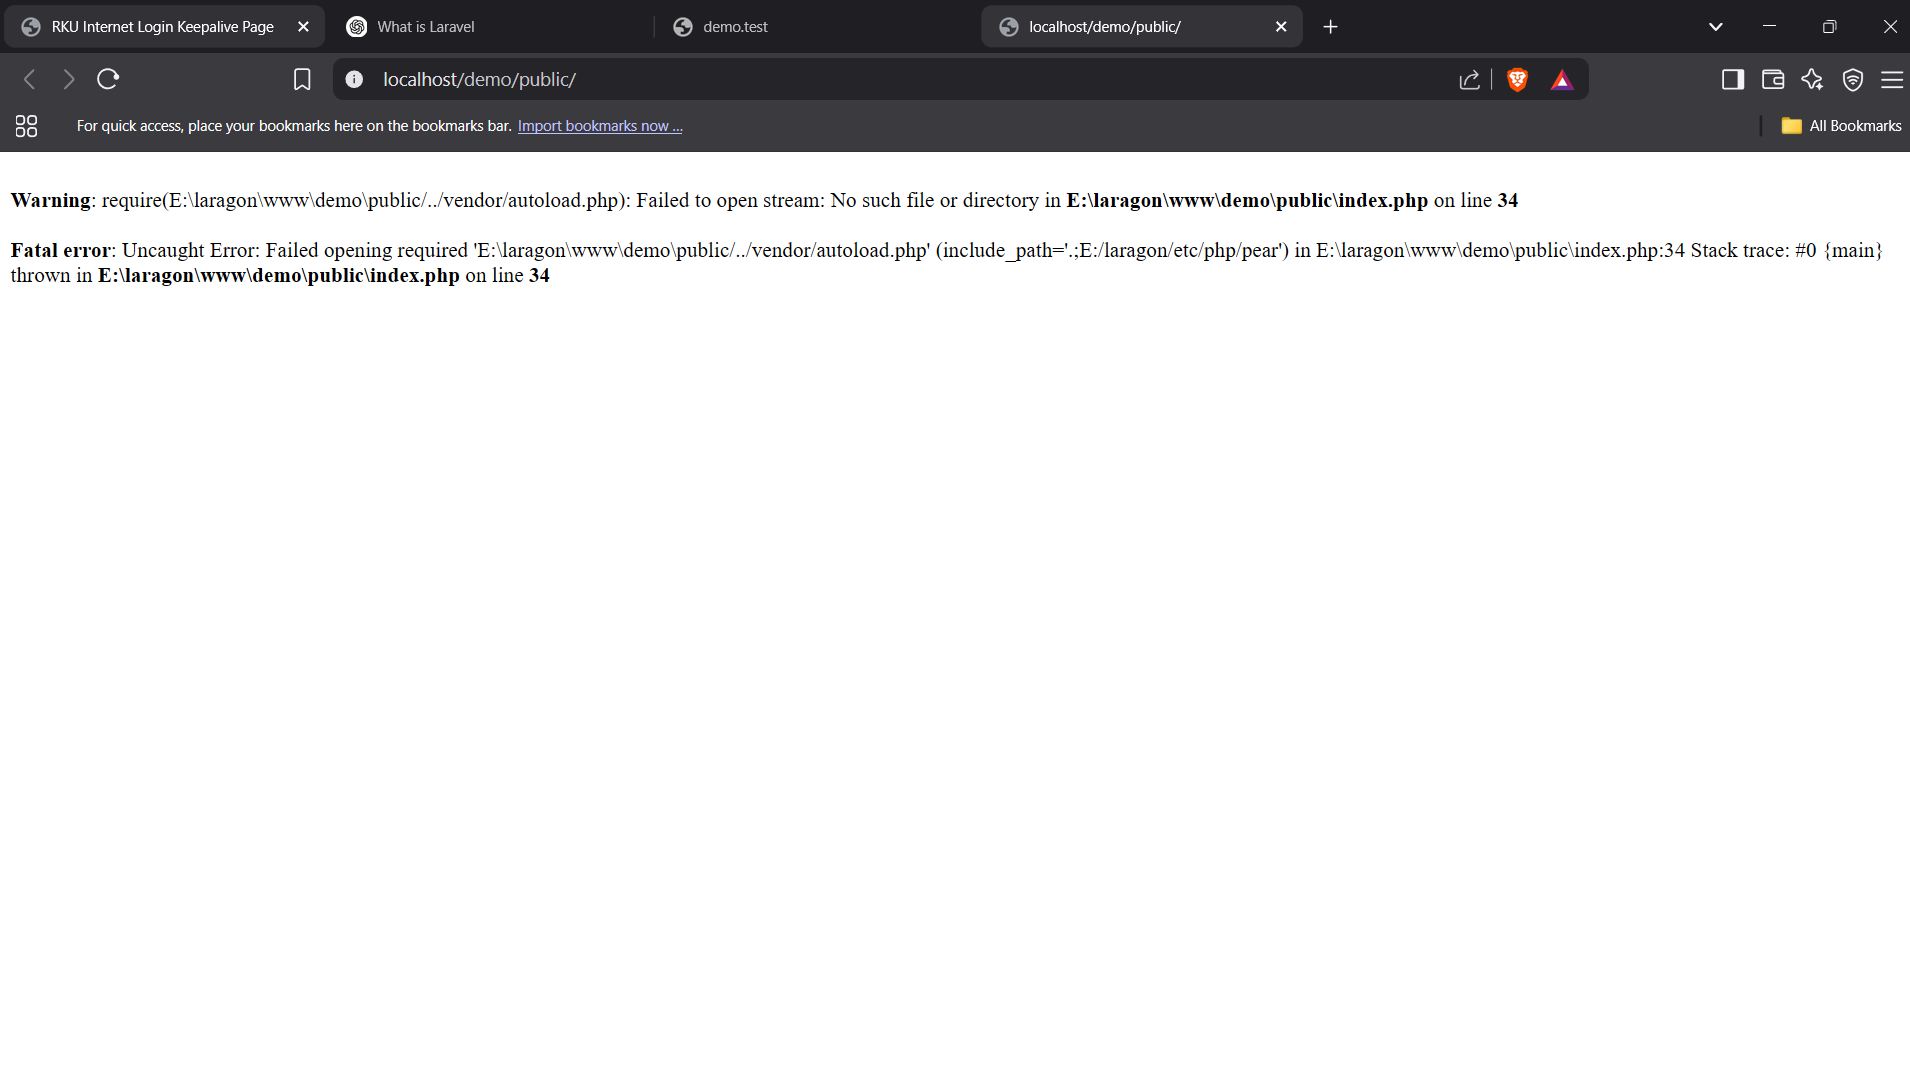 RKU Internet Login Keepalive Page
What is Laravel
demo.test
localhost/demo/public/
localhost/demo/public/
For quick access, place your bookmarks here on the bookmarks bar. Import bookmarks now ...
All Bookmarks
Warning: require(E:\laragon\www\demo\public/../vendor/autoload.php): Failed to open stream: No such file or directory in E:\laragon\www\demo\public\index.php on line 34
Fatal error: Uncaught Error: Failed opening required 'E:\laragon\www\demo\public/../vendor/autoload.php' (include_path='.;E:/laragon/etc/php/pear') in E:\laragon\www\demo\public\index.php:34 Stack trace: #0 {main}
thrown in E:\laragon\www\demo\public\index.php on line 34